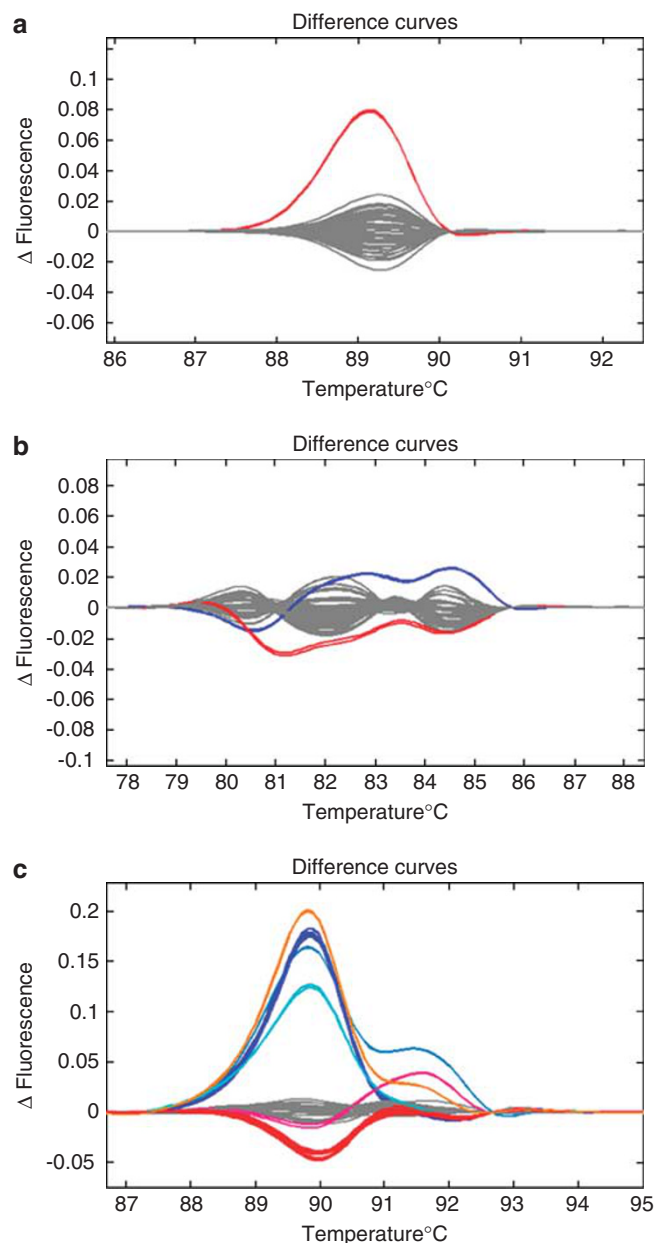 a
Difference curves
0.1
0.08
0.06
0.04
0.02
0
-0.02
-0.04
-0.06
Δ Fluorescence
86 87 88 89 90 91 92
Temperature°C
b
Difference curves
0.08
0.06
0.04
0.02
0
-0.02
-0.04
-0.06
-0.08
-0.1
Δ Fluorescence
78 79 80 81 82 83 84 85 86 87 88
Temperature°C
c
Difference curves
0.2
0.15
0.1
0.05
0
-0.05
Δ Fluorescence
87 88 89 90 91 92 93 94 95
Temperature°C